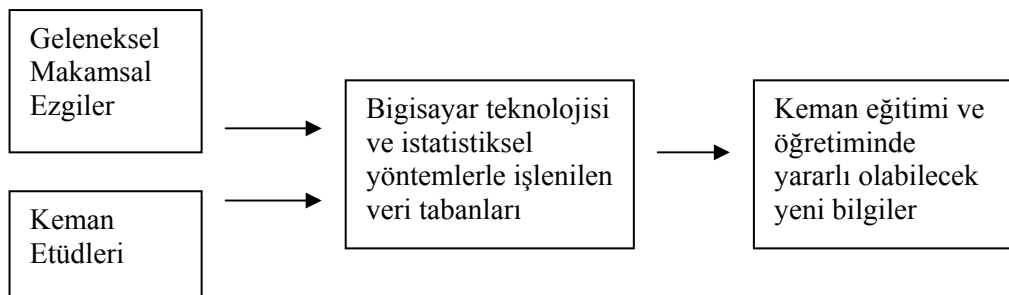 Geleneksel
Makamsal
Ezgiler
Keman
Etüdleri
Bigisayar teknolojisi
ve istatistiksel
yöntemlerle işlenilen
veri tabanları
Keman eğitimi ve
öğretiminde
yararlı olabilecek
yeni bilgiler